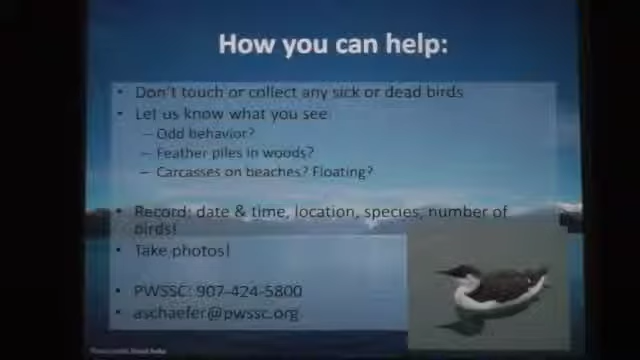 How you can help:
• Don't touch or collect any sick or dead birds
• Let us know what you see
– Odd behavior?
– Feather piles in woods?
– Carcasses on beaches? Floating?
• Record: date & time, location, species, number of
birds!
• Take photos!
• PWSSC: 907-424-5800
• aschaefer@pwssc.org